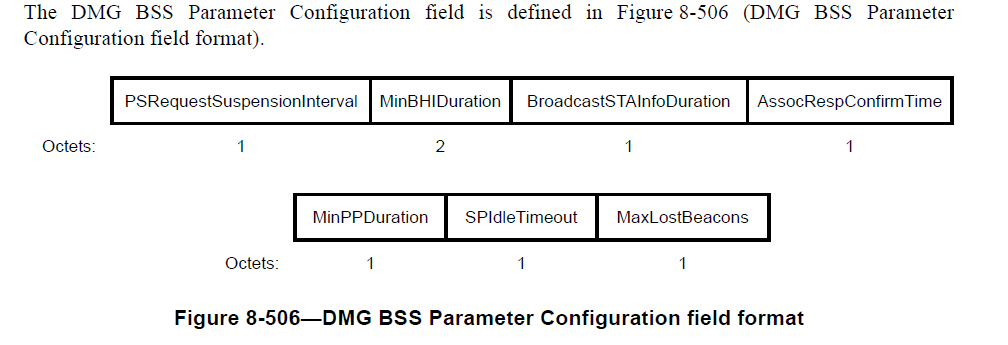 The DMG BSS Parameter Configuration field is defined in Figure 8-506 (DMG BSS Parameter
Configuration field format).
PSRequestSuspensionInterval MinBHIDuration BroadcastSTAInfoDuration AssocRespConfirmTime
Octets: 1 2 1 1
MinPPDuration SPIdleTimeout MaxLostBeacons
Octets: 1 1 1
Figure 8-506—DMG BSS Parameter Configuration field format